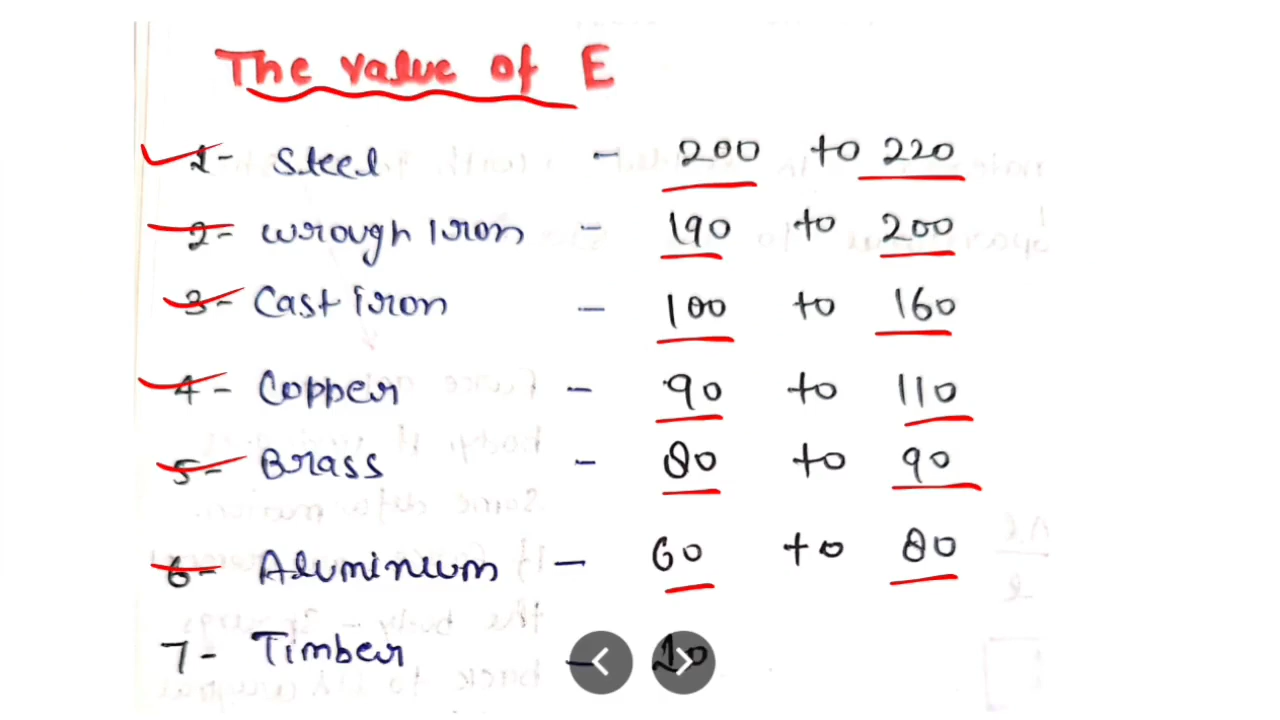 The value of E
1- Steel - 200 to 220
2- wrough Iron - 190 to 200
3- Cast Iron - 100 to 160
4- Copper - 90 to 110
5- Brass - 80 to 90
6- Aluminium - 60 to 80
7- Timber - 10